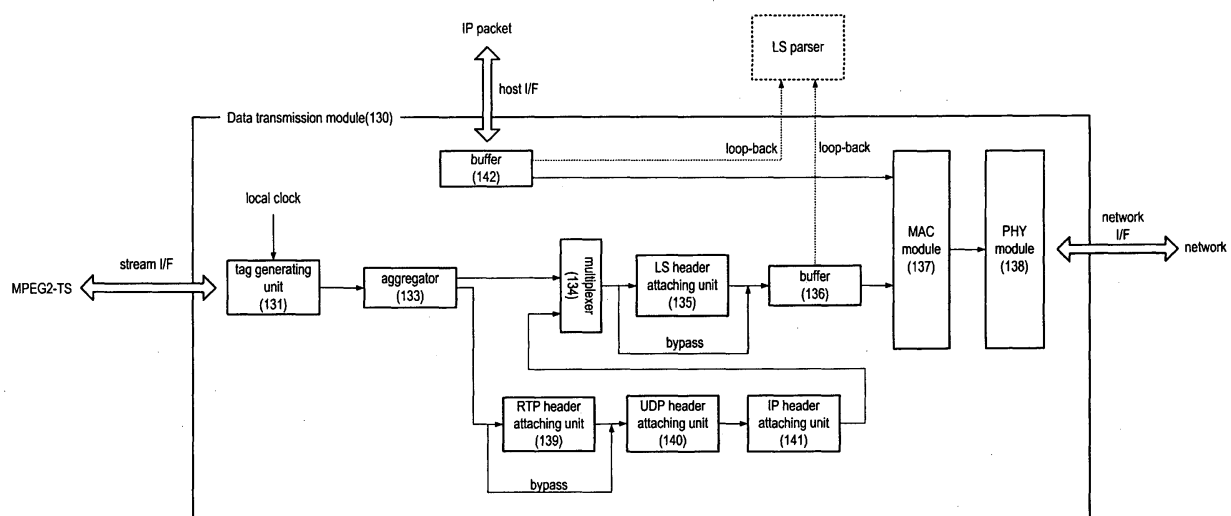 IP packet
LS parser
host I/F
Data transmission module(130)
loop-back
loop-back
buffer
(142)
local clock
MAC
module
(137)
PHY
module
(138)
network
I/F
network
stream I/F
MPEG2-TS
tag generating
unit
(131)
aggregator
(133)
multiplexer
(134)
LS header
attaching unit
(135)
buffer
(136)
bypass
RTP header
attaching unit
(139)
UDP header
attaching unit
(140)
IP header
attaching unit
(141)
bypass